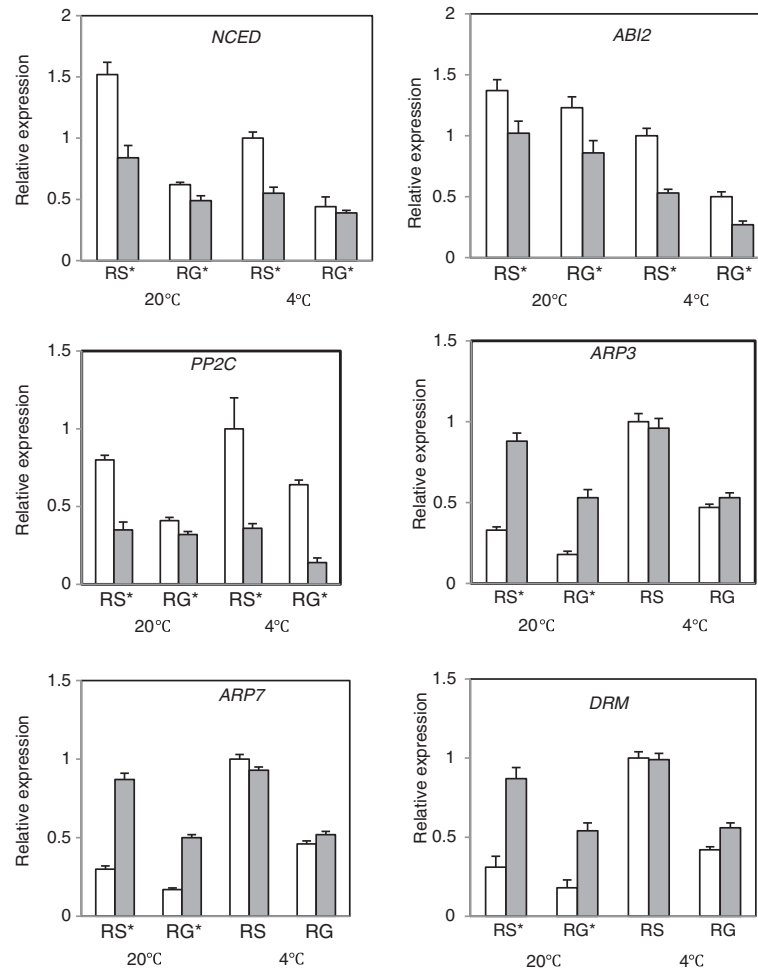 NCED
Relative expression
2
1.5
1
0.5
0
RS* RG* RS* RG*
20°C 4°C
ABI2
Relative expression
2
1.5
1
0.5
0
RS* RG* RS* RG*
20°C 4°C
PP2C
Relative expression
1.5
1
0.5
0
RS* RG* RS* RG*
20°C 4°C
ARP3
Relative expression
1.5
1
0.5
0
RS* RG* RS RG
20°C 4°C
ARP7
Relative expression
1.5
1
0.5
0
RS* RG* RS RG
20°C 4°C
DRM
Relative expression
1.5
1
0.5
0
RS* RG* RS RG
20°C 4°C